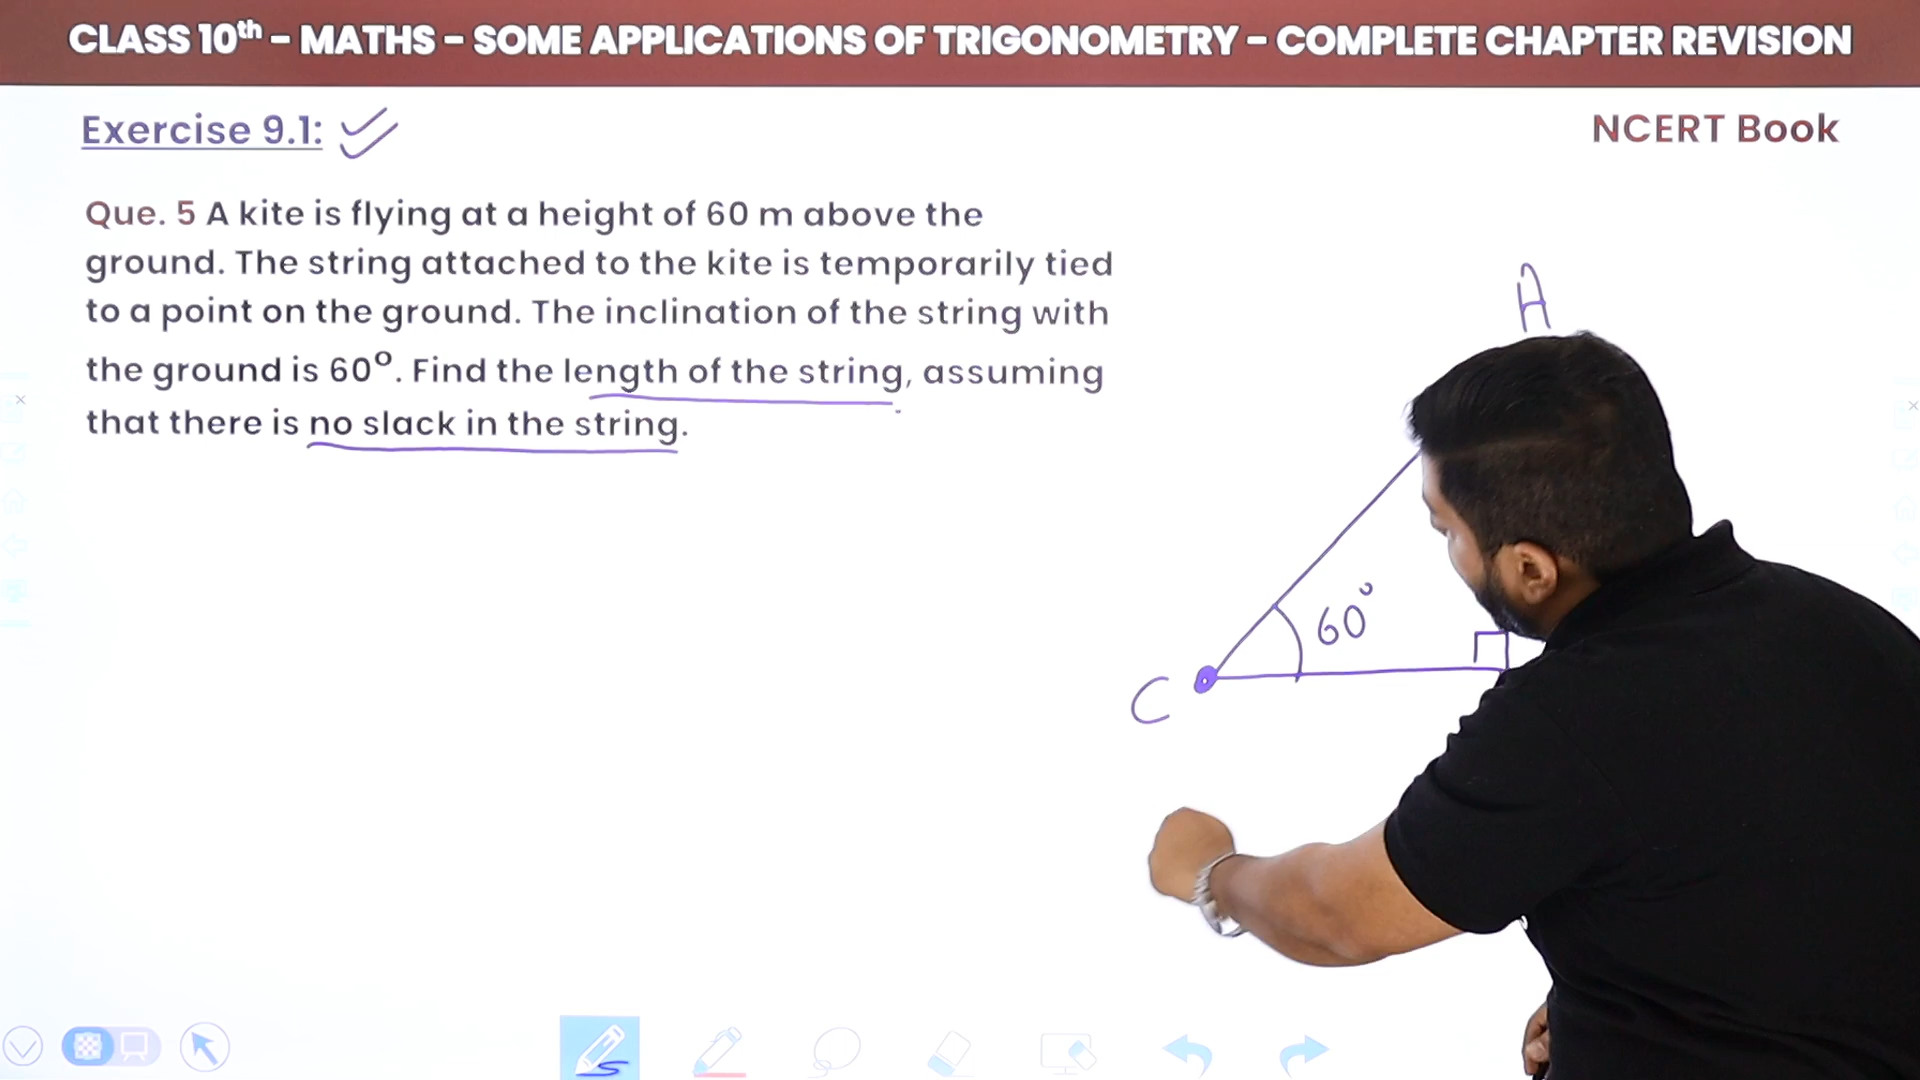 CLASS 10th - MATHS - SOME APPLICATIONS OF TRIGONOMETRY - COMPLETE CHAPTER REVISION
Exercise 9.1:
NCERT Book
Que. 5 A kite is flying at a height of 60 m above the
ground. The string attached to the kite is temporarily tied
to a point on the ground. The inclination of the string with
the ground is 60°. Find the length of the string, assuming
that there is no slack in the string.
A
60°
C